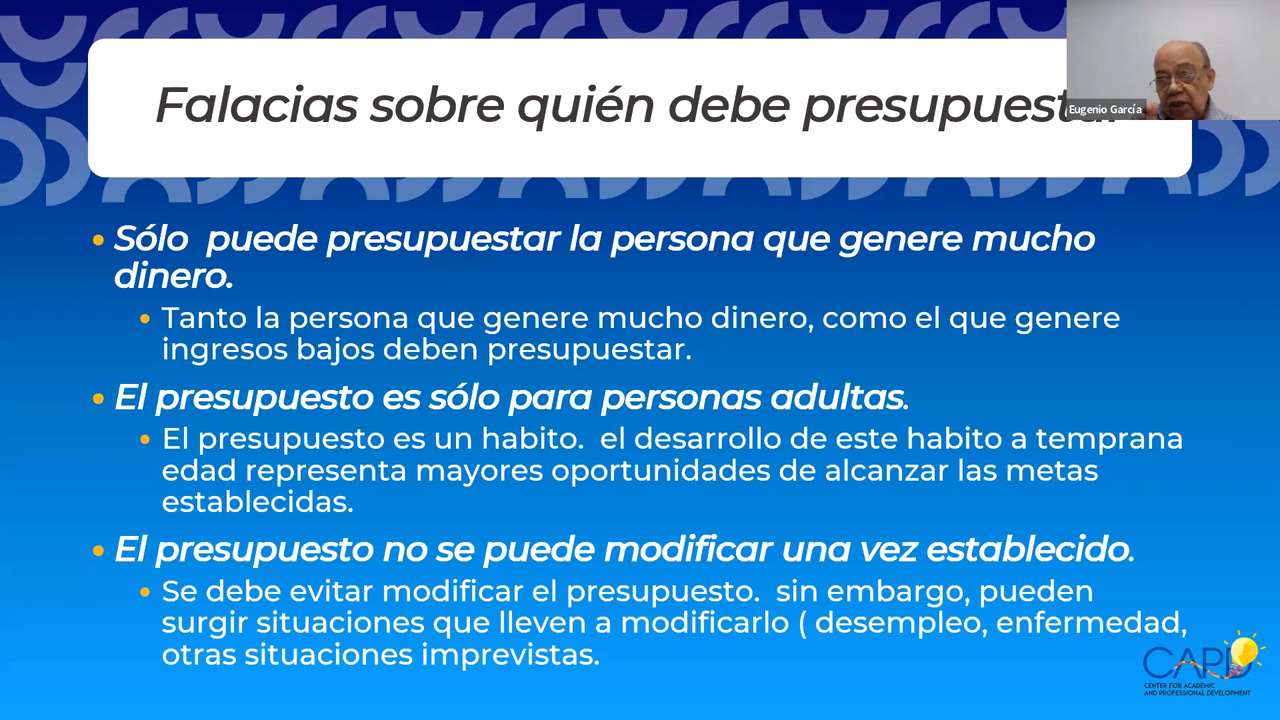 Falacias sobre quién debe
Eugenio García
• Sólo  puede presupuestar la persona que genere mucho
dinero.
• Tanto la persona que genere mucho dinero, como el que genere
ingresos bajos deben presupuestar.
• El presupuesto es sólo para personas adultas.
• El presupuesto es un habito.  el desarrollo de este habito a temprana
edad representa mayores oportunidades de alcanzar las metas
establecidas.
• El presupuesto no se puede modificar una vez establecido.
• Se debe evitar modificar el presupuesto.  sin embargo, pueden
surgir situaciones que lleven a modificarlo ( desempleo, enfermedad,
otras situaciones imprevistas.
CAPD
CENTER FOR ACADEMIC
AND PROFESSIONAL DEVELOPMENT